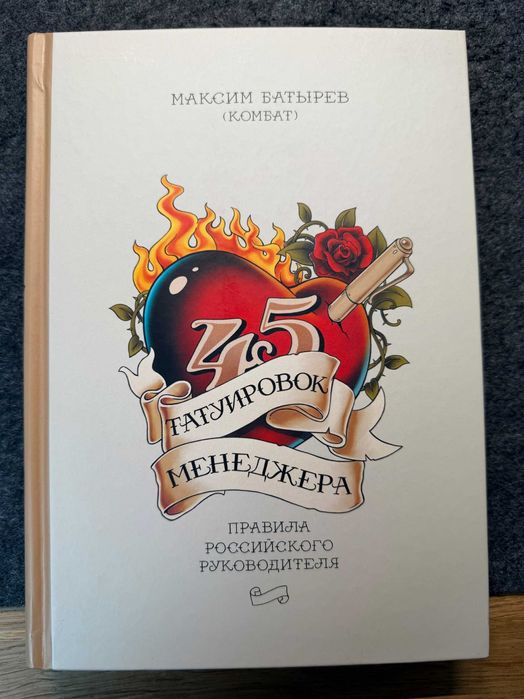 МАКСИМ БАТЫРЕВ
(КОМБАТ)
45
ТАТУИРОВОК
МЕНЕДЖЕРА
ПРАВИЛА
РОССИЙСКОГО
РУКОВОДИТЕЛЯ